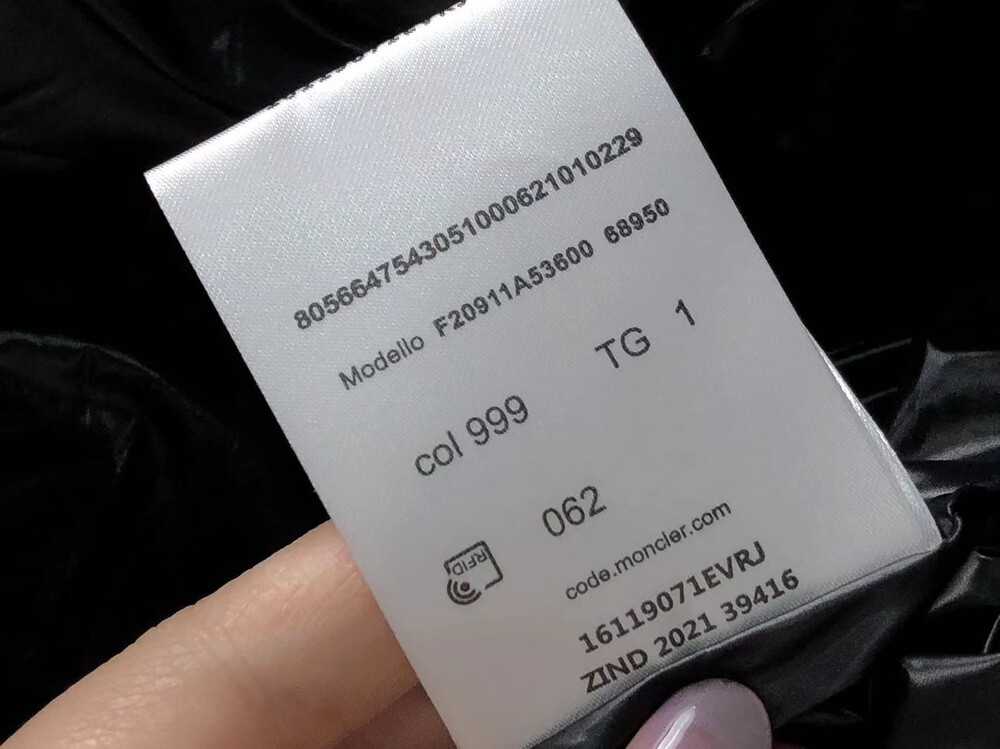 8056647543051000621010229
Modello F20911A53600 68950
col 999 TG 1
062
RFID
code.moncler.com
16119071EVRJ
ZIND 2021 39416